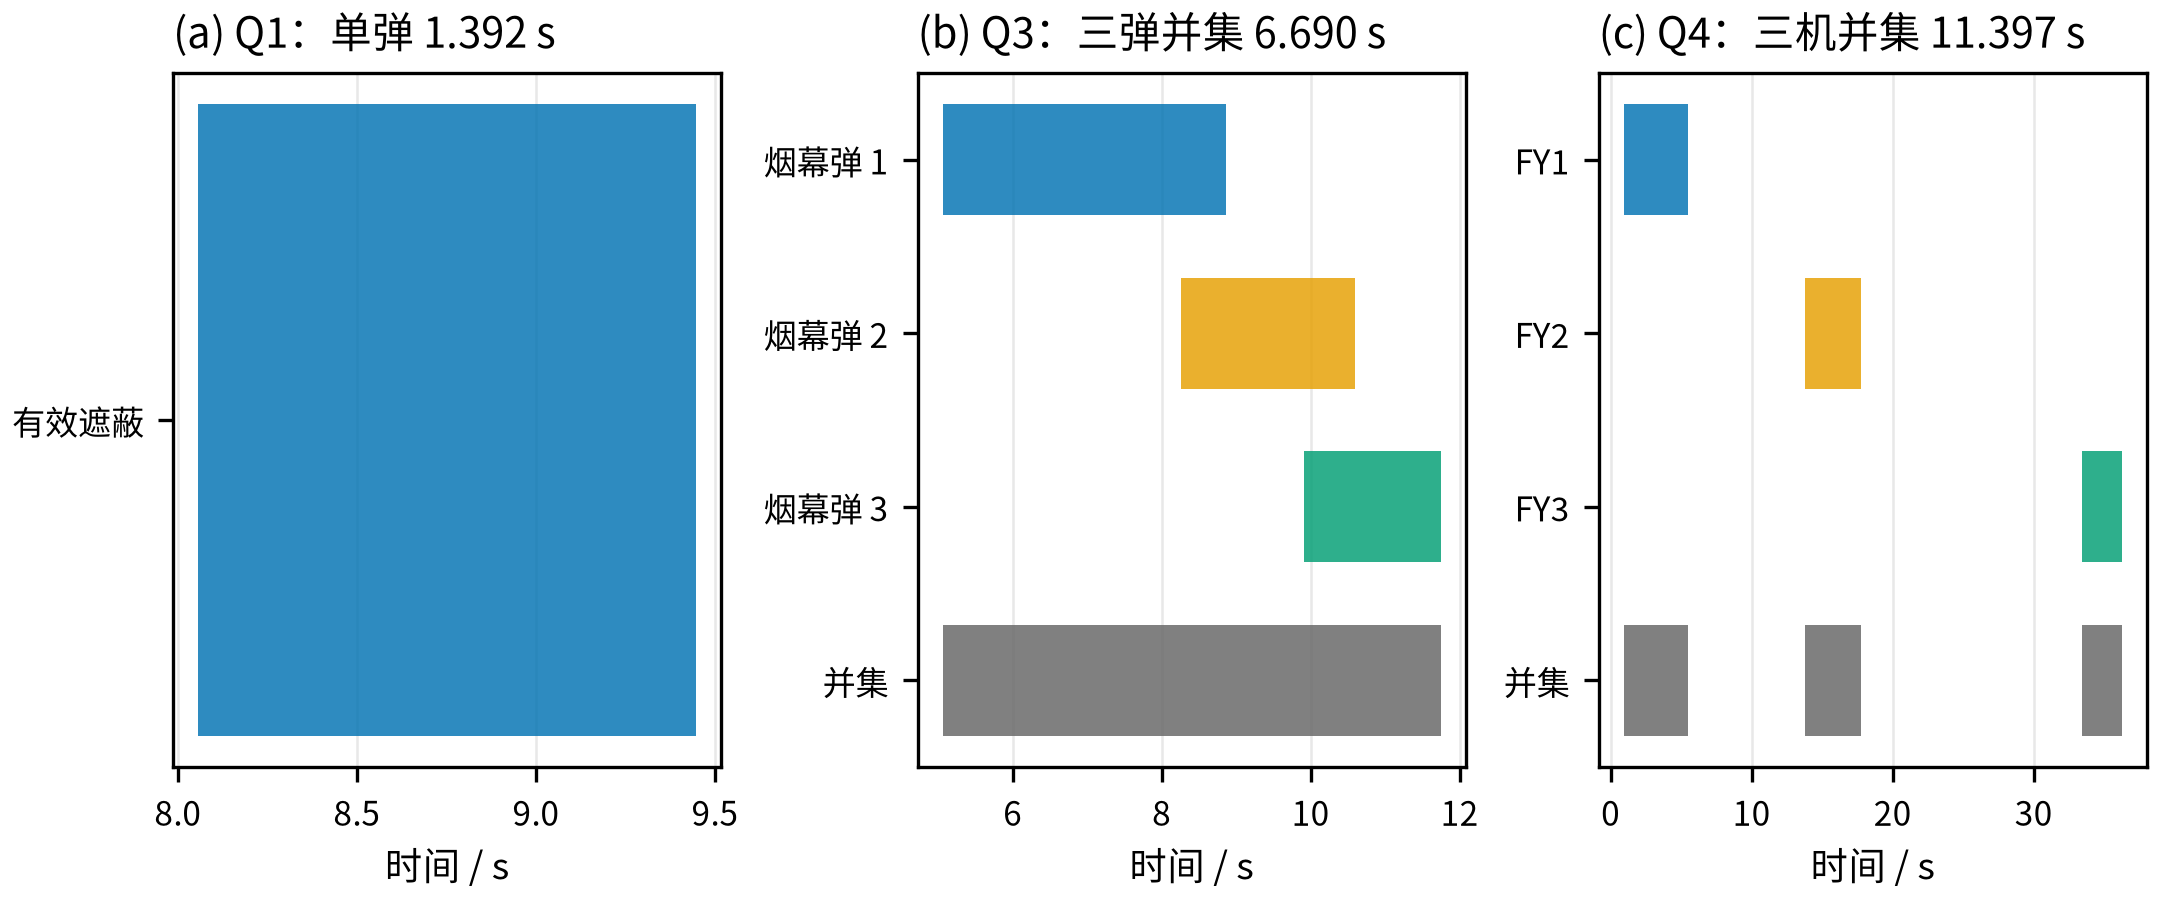 (a) Q1：单弹 1.392 s
有效遮蔽
8.0 8.5 9.0 9.5
时间 / s
(b) Q3：三弹并集 6.690 s
烟幕弹 1
烟幕弹 2
烟幕弹 3
并集
6 8 10 12
时间 / s
(c) Q4：三机并集 11.397 s
FY1
FY2
FY3
并集
0 10 20 30
时间 / s